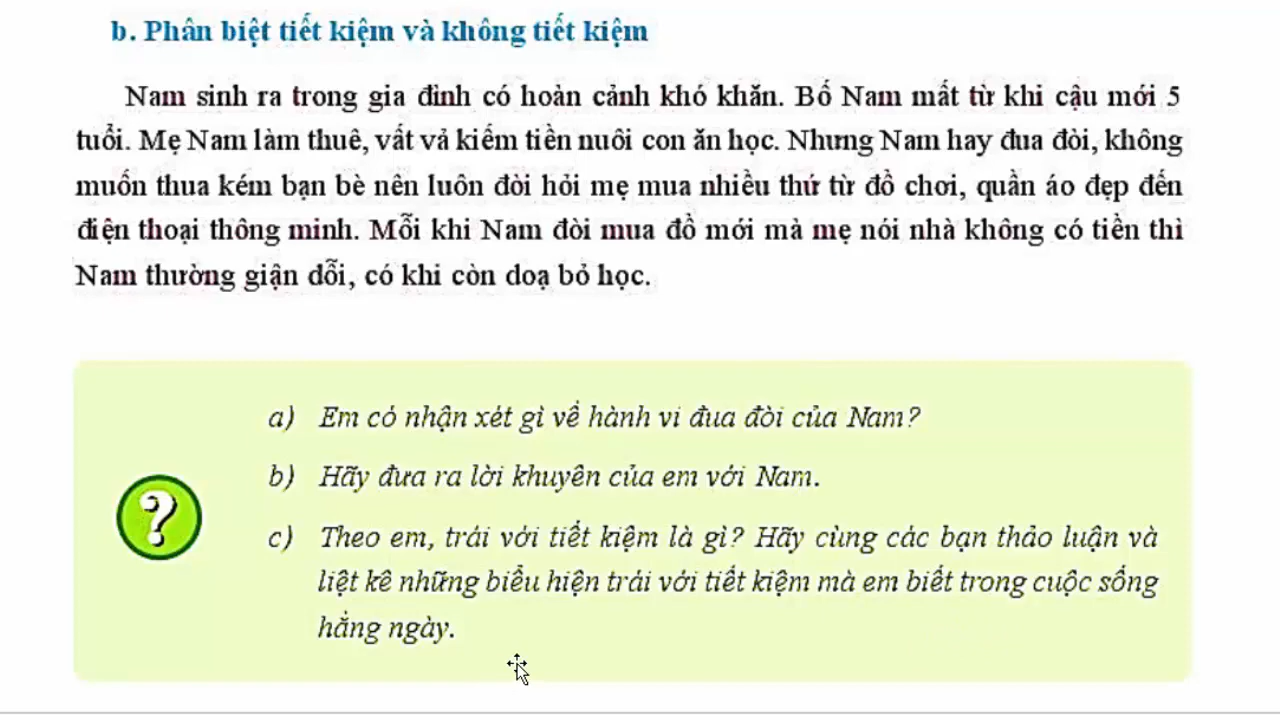 b. Phân biệt tiết kiệm và không tiết kiệm
Nam sinh ra trong gia đình có hoàn cảnh khó khăn. Bố Nam mất từ khi cậu mới 5
tuổi. Mẹ Nam làm thuê, vất vả kiếm tiền nuôi con ăn học. Nhưng Nam hay đua đòi, không
muốn thua kém bạn bè nên luôn đòi hỏi mẹ mua nhiều thứ từ đồ chơi, quần áo đẹp đến
điện thoại thông minh. Mỗi khi Nam đòi mua đồ mới mà mẹ nói nhà không có tiền thì
Nam thường giận dỗi, có khi còn doạ bỏ học.
a) Em có nhận xét gì về hành vi đua đòi của Nam?
b) Hãy đưa ra lời khuyên của em với Nam.
c) Theo em, trái với tiết kiệm là gì? Hãy cùng các bạn thảo luận và
liệt kê những biểu hiện trái với tiết kiệm mà em biết trong cuộc sống
hằng ngày.